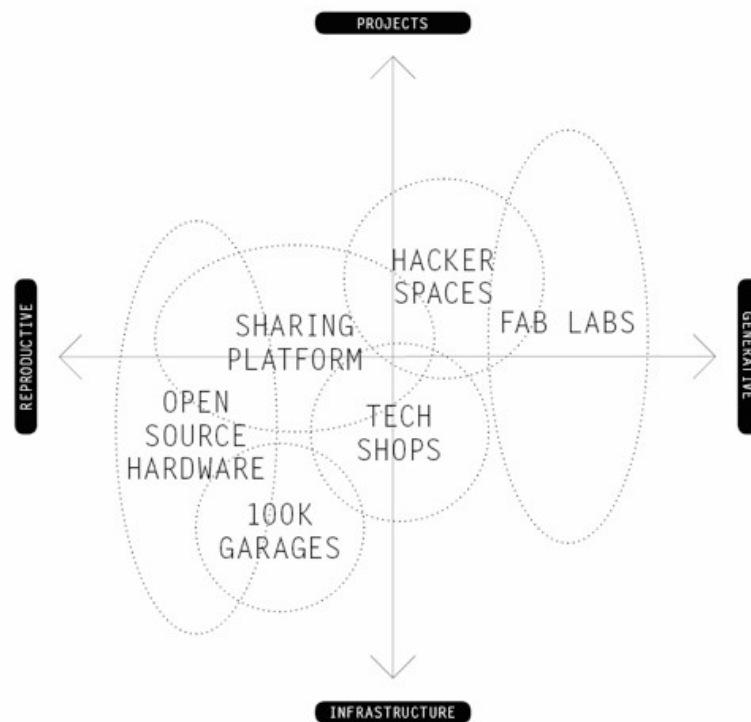 PROJECTS
HACKER
SPACES
FAB LABS
SHARING
PLATFORM
REPRODUCTIVE
GENERATIVE
OPEN
SOURCE
HARDWARE
TECH
SHOPS
100K
GARAGES
INFRASTRUCTURE